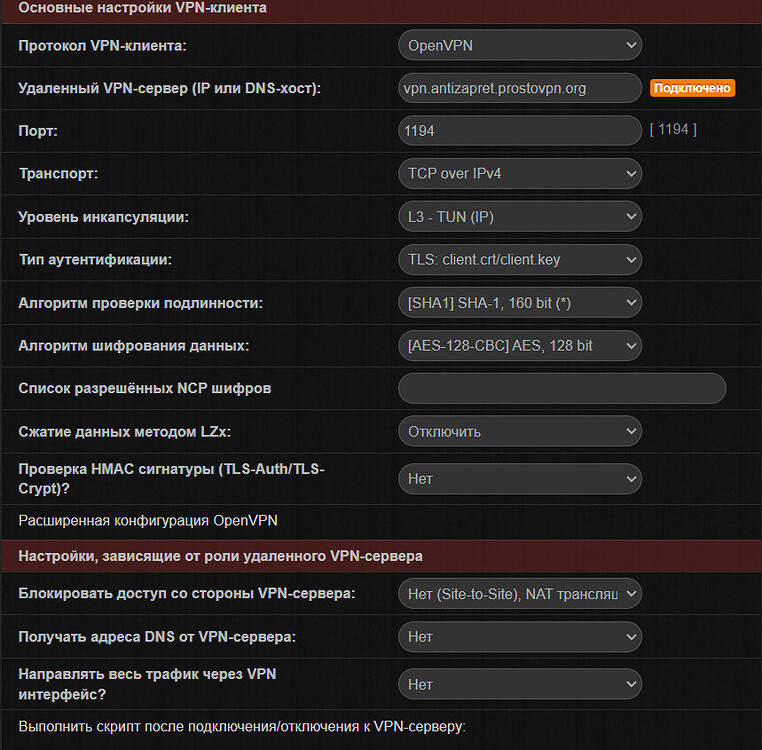 Основные настройки VPN-клиента
Протокол VPN-клиента: OpenVPN
Удаленный VPN-сервер (IP или DNS-хост): vpn.antizapret.prostovpn.org Подключено
Порт: 1194 [ 1194 ]
Транспорт: TCP over IPv4
Уровень инкапсуляции: L3 - TUN (IP)
Тип аутентификации: TLS: client.crt/client.key
Алгоритм проверки подлинности: [SHA1] SHA-1, 160 bit (*)
Алгоритм шифрования данных: [AES-128-CBC] AES, 128 bit
Список разрешённых NCP шифров
Сжатие данных методом LZx: Отключить
Проверка HMAC сигнатуры (TLS-Auth/TLS-
Crypt)? Нет
Расширенная конфигурация OpenVPN
Настройки, зависящие от роли удаленного VPN-сервера
Блокировать доступ со стороны VPN-сервера: Нет (Site-to-Site), NAT трансляц
Получать адреса DNS от VPN-сервера: Нет
Направлять весь трафик через VPN
интерфейс? Нет
Выполнить скрипт после подключения/отключения к VPN-серверу: